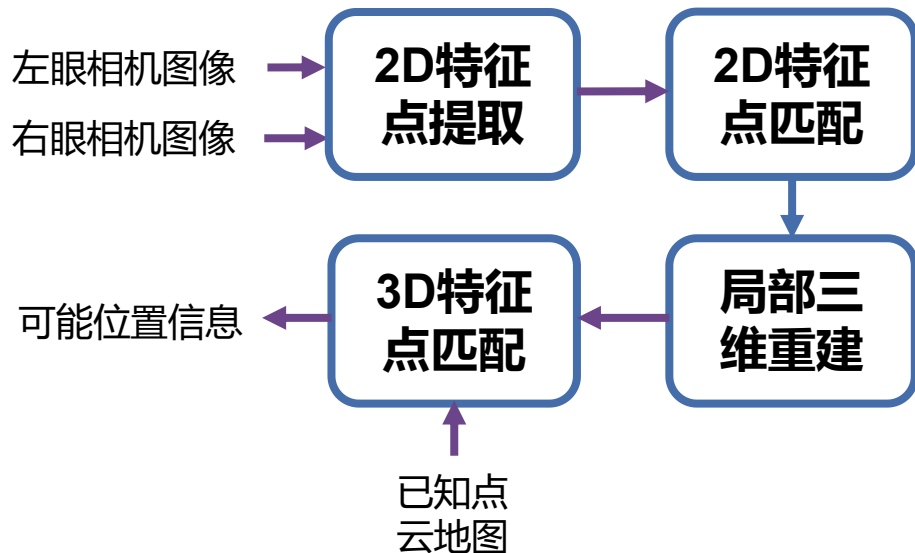 左眼相机图像
右眼相机图像
2D特征
点提取
2D特征
点匹配
局部三
维重建
3D特征
点匹配
可能位置信息
已知点
云地图